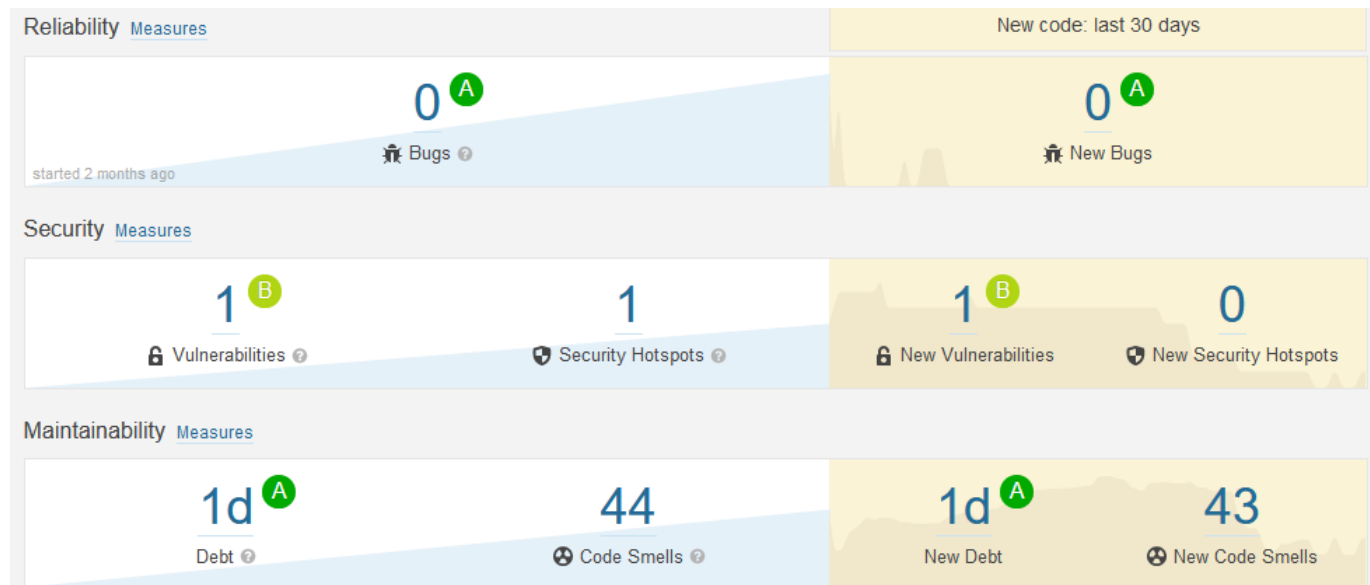 Reliability Measures
New code: last 30 days
0 A
Bugs ?
started 2 months ago
0 A
New Bugs
Security Measures
1 B
Vulnerabilities ?
1
Security Hotspots ?
1 B
New Vulnerabilities
0
New Security Hotspots
Maintainability Measures
1d A
Debt ?
44
Code Smells ?
1d A
New Debt
43
New Code Smells